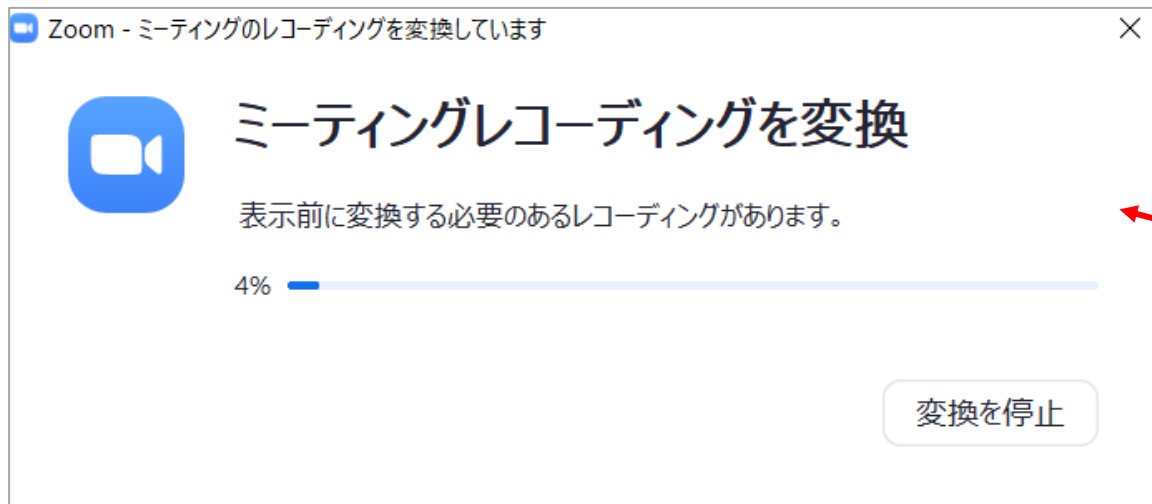 Zoom - ミーティングのレコーディングを変換しています
ミーティングレコーディングを変換
表示前に変換する必要のあるレコーディングがあります。
4%
変換を停止